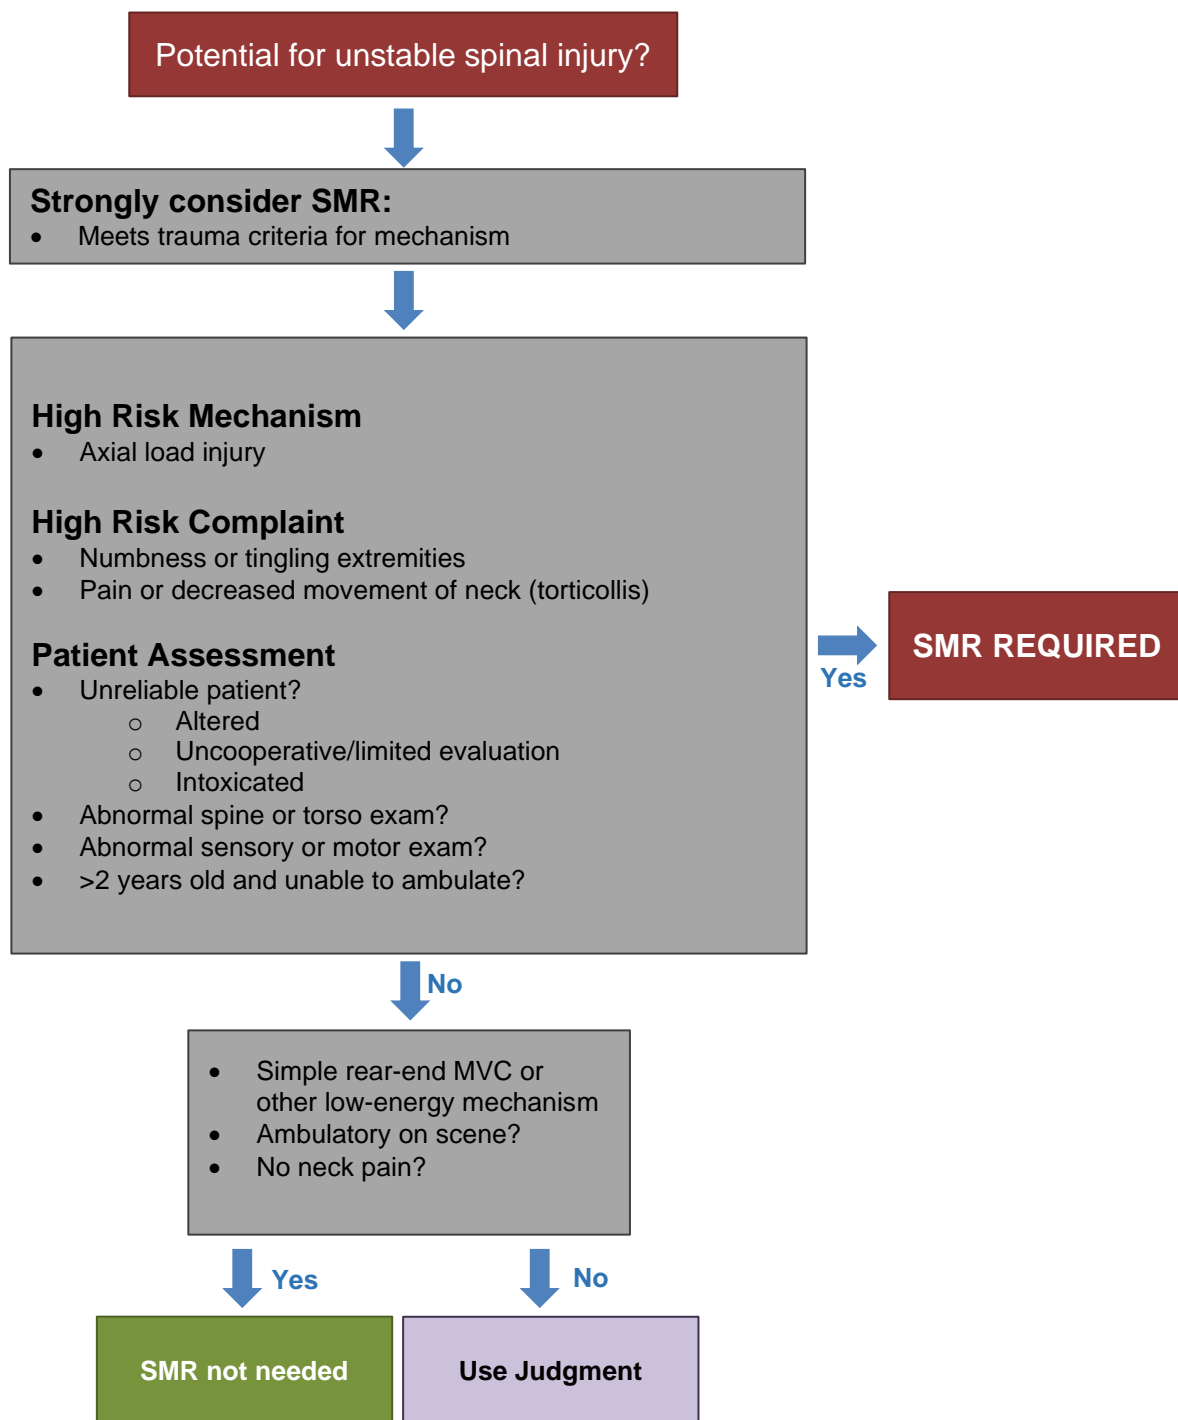 Potential for unstable spinal injury?
Strongly consider SMR:
• Meets trauma criteria for mechanism
High Risk Mechanism
• Axial load injury
High Risk Complaint
• Numbness or tingling extremities
• Pain or decreased movement of neck (torticollis)
Patient Assessment
• Unreliable patient?
o Altered
o Uncooperative/limited evaluation
o Intoxicated
• Abnormal spine or torso exam?
• Abnormal sensory or motor exam?
• >2 years old and unable to ambulate?
Yes
SMR REQUIRED
No
• Simple rear-end MVC or
other low-energy mechanism
• Ambulatory on scene?
• No neck pain?
Yes
No
SMR not needed
Use Judgment